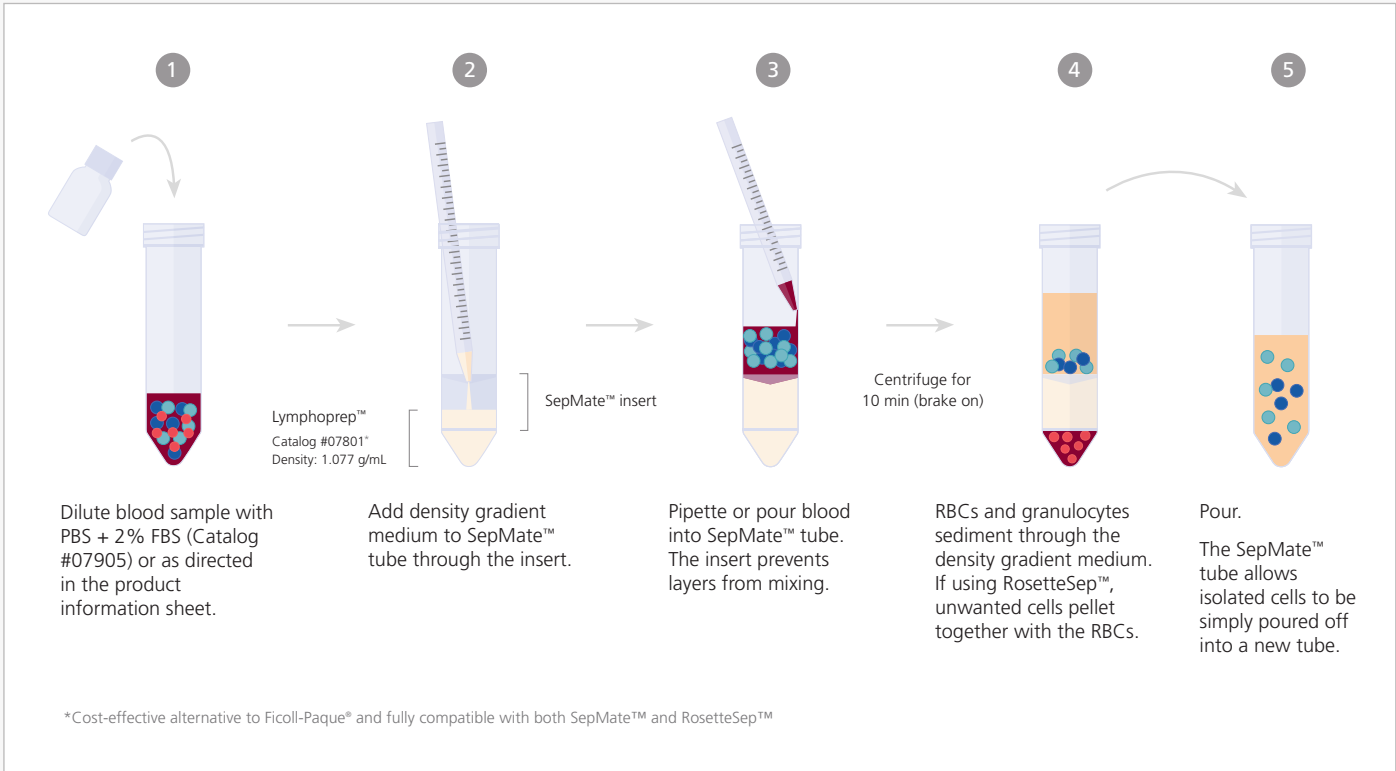 1
2
3
4
5
Lymphoprep™
Catalog #07801*
Density: 1.077 g/mL
SepMate™ insert
Centrifuge for
10 min (brake on)
Dilute blood sample with
PBS + 2% FBS (Catalog
#07905) or as directed
in the product
information sheet.
Add density gradient
medium to SepMate™
tube through the insert.
Pipette or pour blood
into SepMate™ tube.
The insert prevents
layers from mixing.
RBCs and granulocytes
sediment through the
density gradient medium.
If using RosetteSep™,
unwanted cells pellet
together with the RBCs.
Pour.
The SepMate™
tube allows
isolated cells to be
simply poured off
into a new tube.
*Cost-effective alternative to Ficoll-Paque® and fully compatible with both SepMate™ and RosetteSep™